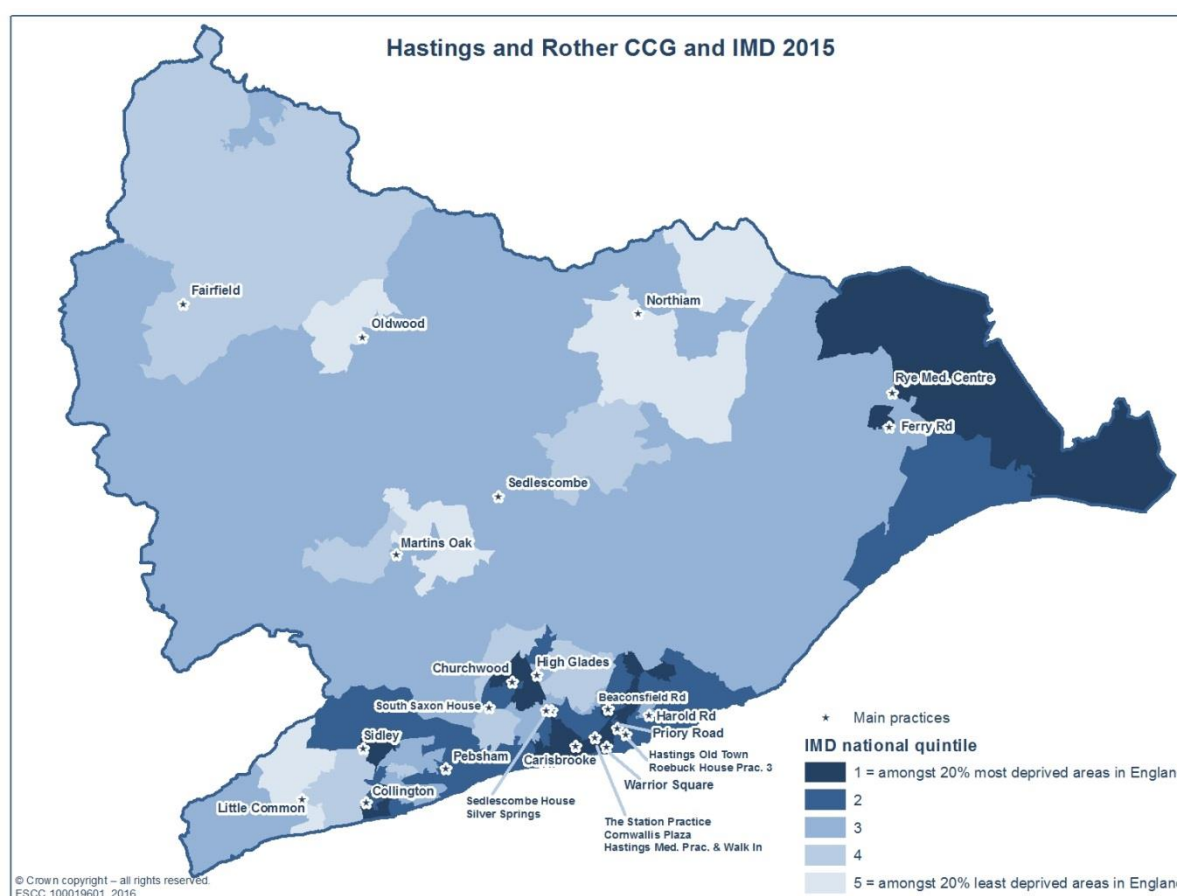 Hastings and Rother CCG and IMD 2015
Fairfield
Oldwood
Northiam
Rye Med. Centre
Ferry Rd
Sedlescombe
Martins Oak
Churchwood
High Glades
South Saxon House
Beaconsfield Rd
Harold Rd
Priory Road
Sidley
Pebsham
Carisbrooke
Hastings Old Town
Roebuck House Prac. 3
Warrior Square
Little Common
Collington
Sedlescombe House
Silver Springs
The Station Practice
Cornwallis Plaza
Hastings Med. Prac. & Walk In
Main practices
IMD national quintile
1 = amongst 20% most deprived areas in England
2
3
4
5 = amongst 20% least deprived areas in England
© Crown copyright – all rights reserved.
ESCC 100019601, 2016